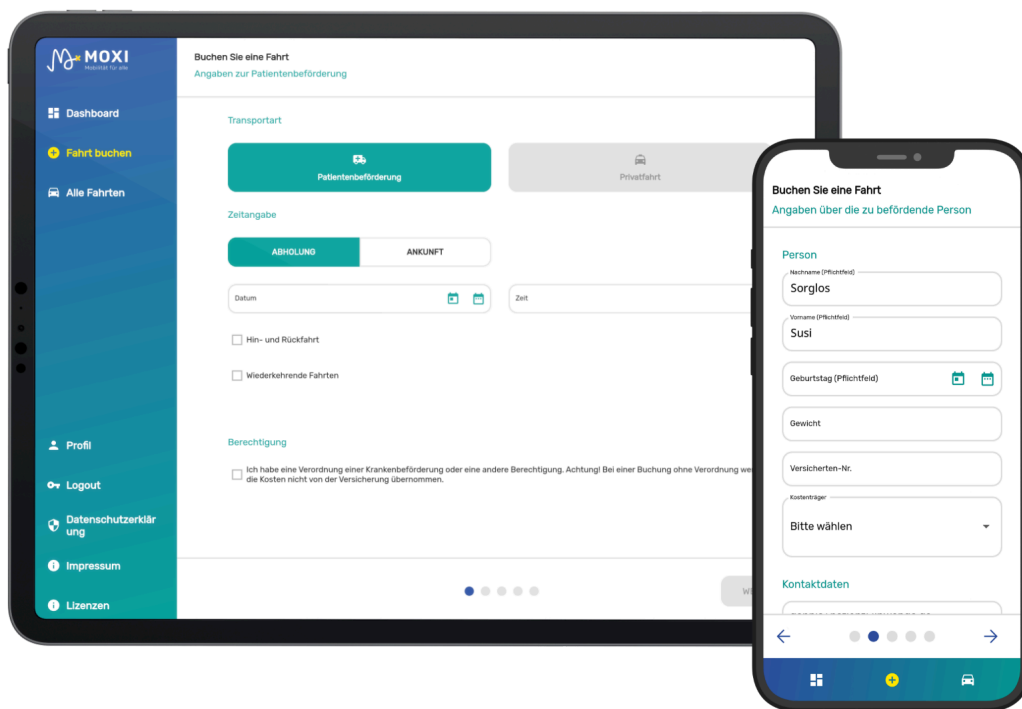 MOXI
Mobilität für alle
Dashboard
Fahrt buchen
Alle Fahrten
Profil
Logout
Datenschutzerklär
ung
Impressum
Lizenzen
Buchen Sie eine Fahrt
Angaben zur Patientenbeförderung
Transportart
Patientenbeförderung
Privatfahrt
Zeitangabe
ABHOLUNG
ANKUNFT
Datum
Zeit
Hin- und Rückfahrt
Wiederkehrende Fahrten
Berechtigung
Ich habe eine Verordnung einer Krankenbeförderung oder eine andere Berechtigung. Achtung! Bei einer Buchung ohne Verordnung we
die Kosten nicht von der Versicherung übernommen.
Buchen Sie eine Fahrt
Angaben über die zu befördende Person
Person
Nachname (Pflichtfeld)
Sorglos
Vorname (Pflichtfeld)
Susi
Geburtstag (Pflichtfeld)
Gewicht
Versicherten-Nr.
Kostenträger
Bitte wählen
Kontaktdaten